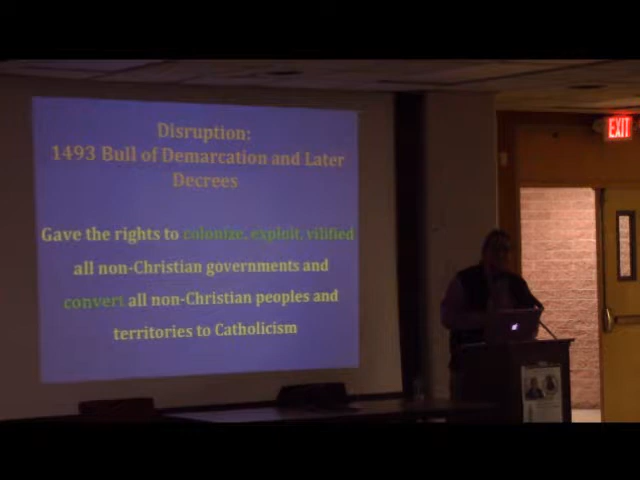 Disruption:
1493 Bull of Demarcation and Later
Decrees
Gave the rights to colonize, exploit, vilified
all non-Christian governments and
convert all non-Christian peoples and
territories to Catholicism
EXIT